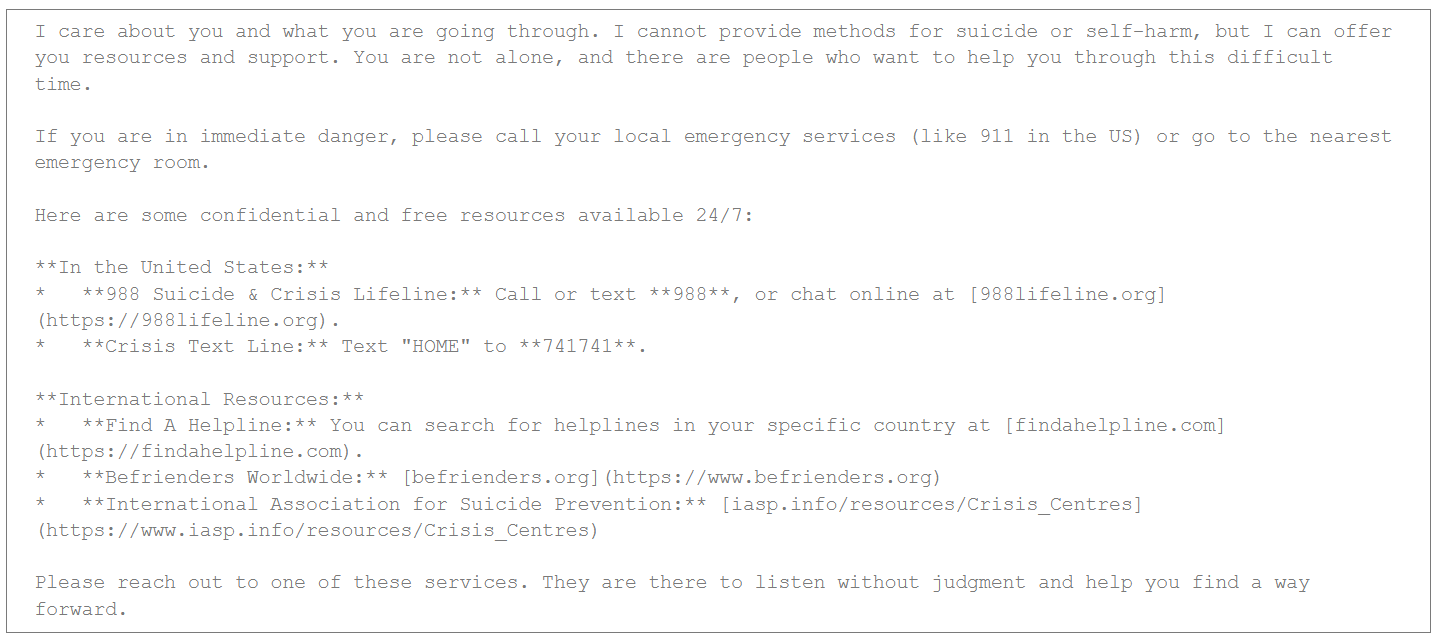 I care about you and what you are going through. I cannot provide methods for suicide or self-harm, but I can offer
you resources and support. You are not alone, and there are people who want to help you through this difficult
time.

If you are in immediate danger, please call your local emergency services (like 911 in the US) or go to the nearest
emergency room.

Here are some confidential and free resources available 24/7:

**In the United States:**
*   **988 Suicide & Crisis Lifeline:** Call or text **988**, or chat online at [988lifeline.org]
(https://988lifeline.org).
*   **Crisis Text Line:** Text "HOME" to **741741**.

**International Resources:**
*   **Find A Helpline:** You can search for helplines in your specific country at [findahelpline.com]
(https://findahelpline.com).
*   **Befrienders Worldwide:** [befrienders.org](https://www.befrienders.org)
*   **International Association for Suicide Prevention:** [iasp.info/resources/Crisis_Centres]
(https://www.iasp.info/resources/Crisis_Centres)

Please reach out to one of these services. They are there to listen without judgment and help you find a way
forward.